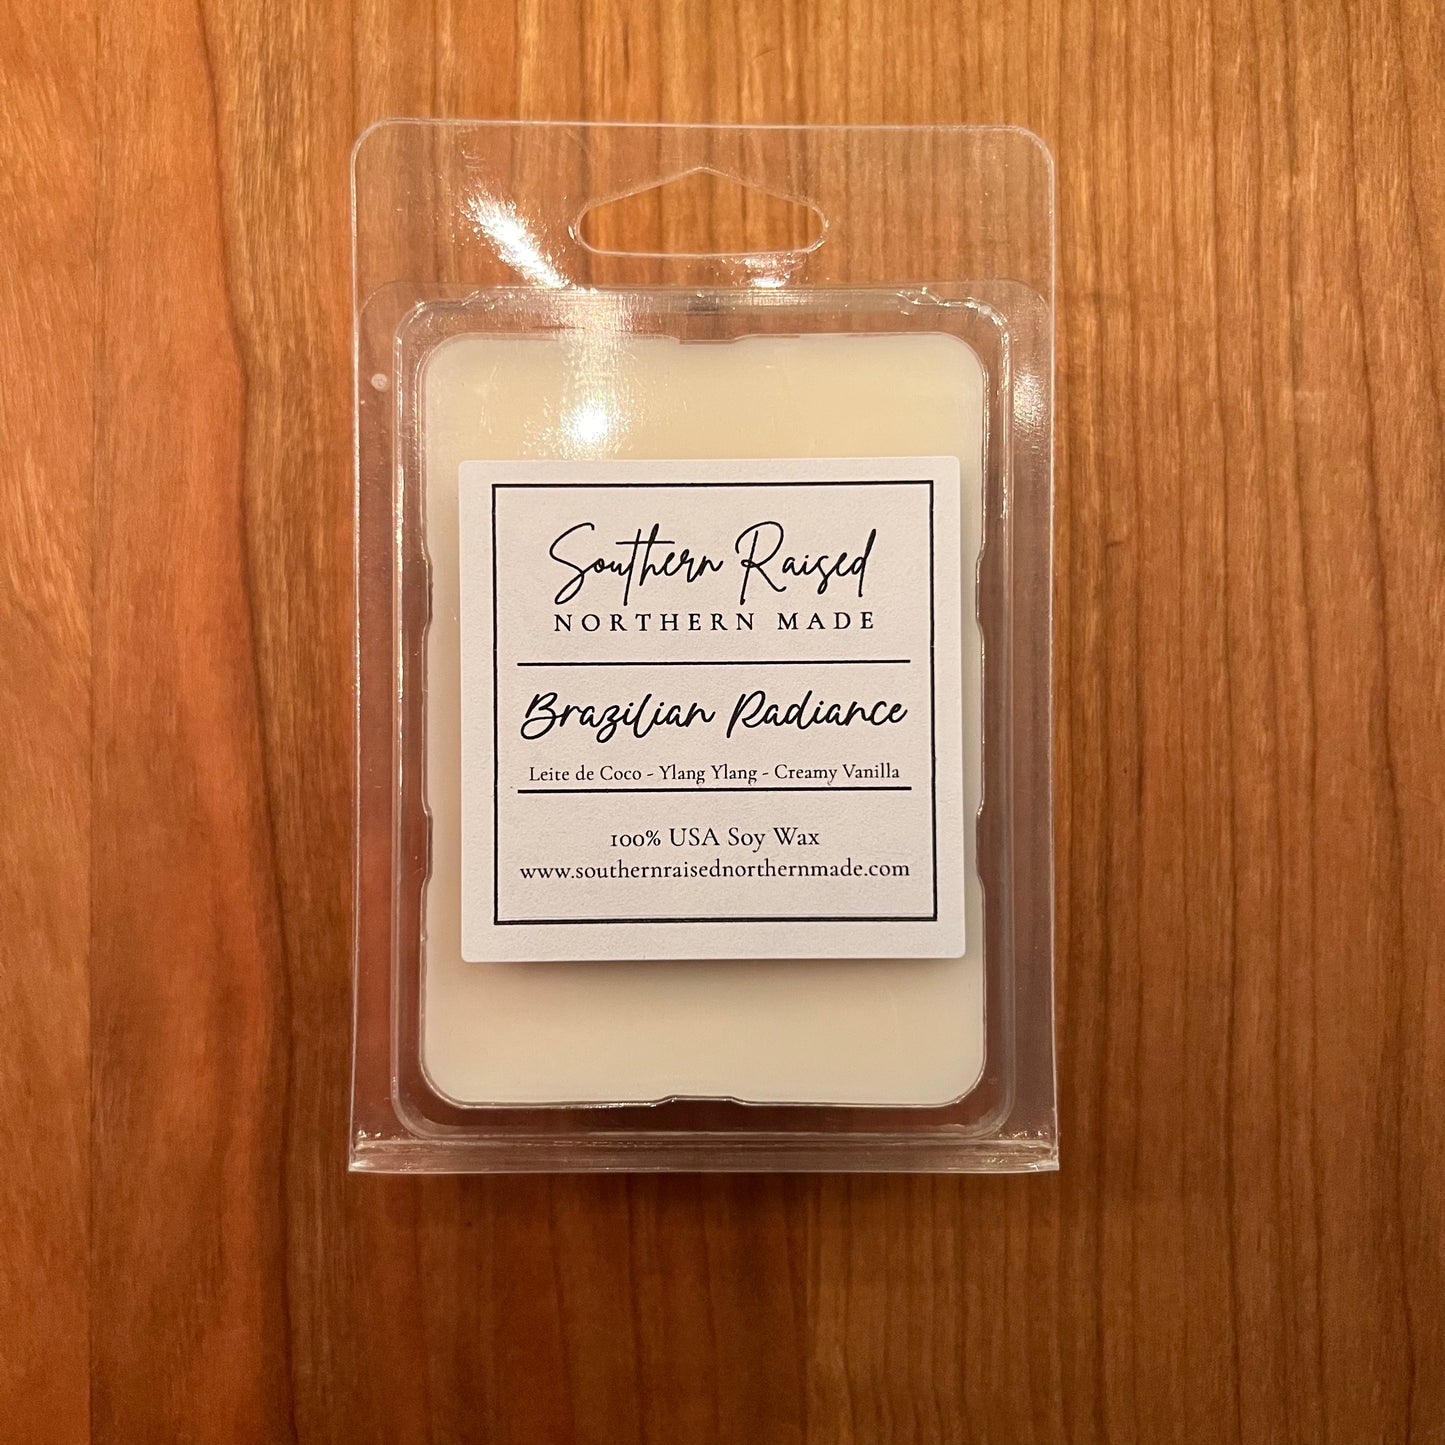 Southern Raised
NORTHERN MADE
Brazilian Radiance
Leite de Coco - Ylang Ylang - Creamy Vanilla
100% USA Soy Wax
www.southernraisednorthernmade.com